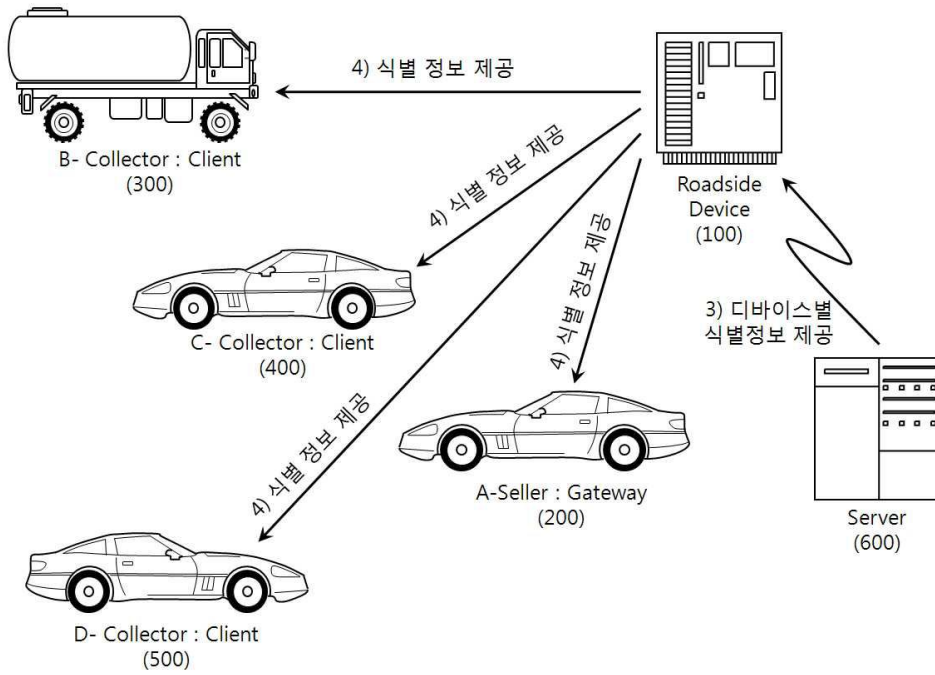 4) 식별 정보 제공
B- Collector : Client
(300)
4) 식별 정보 제공
Roadside
Device
(100)
C- Collector : Client
(400)
4) 식별 정보 제공
3) 디바이스별
식별정보 제공
4) 식별 정보 제공
A-Seller : Gateway
(200)
Server
(600)
D- Collector : Client
(500)